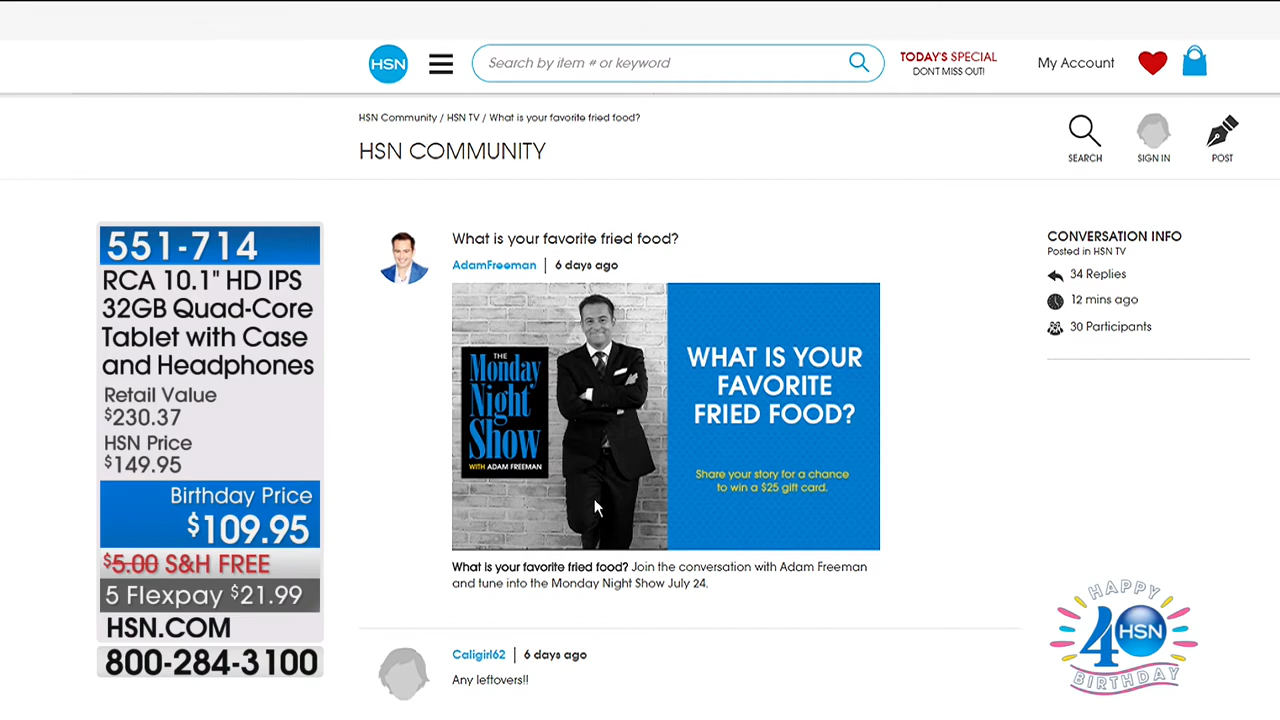 HSN
Search by item # or keyword
TODAY'S SPECIAL
DONT MISS OUT!
My Account
HSN Community / HSN TV / What is your favorite fried food?
HSN COMMUNITY
SEARCH
SIGN IN
POST
551-714
RCA 10.1" HD IPS
32GB Quad-Core
Tablet with Case
and Headphones
Retail Value
$230.37
HSN Price
$149.95
Birthday Price
$109.95
$5.00 S&H FREE
5 Flexpay $21.99
HSN.COM
800-284-3100
What is your favorite fried food?
AdamFreeman | 6 days ago
THE
Monday
Night
Show
WITH ADAM FREEMAN
WHAT IS YOUR
FAVORITE
FRIED FOOD?
Share your story for a chance
to win a $25 gift card.
What is your favorite fried food? Join the conversation with Adam Freeman
and tune into the Monday Night Show July 24.
Caligirl62 | 6 days ago
Any leftovers!!
CONVERSATION INFO
Posted in HSN TV
34 Replies
12 mins ago
30 Participants
HAPPY
40 HSN
BIRTHDAY